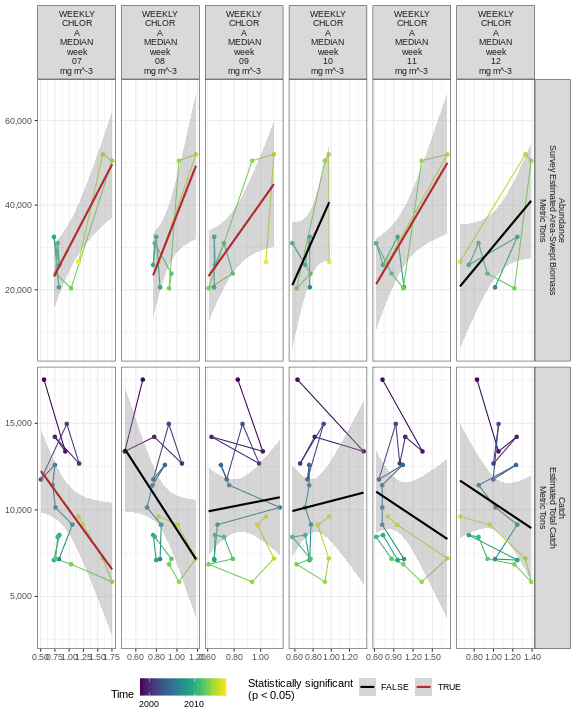 WEEKLY
CHLOR
A
MEDIAN
week
07
mg m^-3
WEEKLY
CHLOR
A
MEDIAN
week
08
mg m^-3
WEEKLY
CHLOR
A
MEDIAN
week
09
mg m^-3
WEEKLY
CHLOR
A
MEDIAN
week
10
mg m^-3
WEEKLY
CHLOR
A
MEDIAN
week
11
mg m^-3
WEEKLY
CHLOR
A
MEDIAN
week
12
mg m^-3
60,000
40,000
20,000
Abundance
Survey Estimated Area-Swept Biomass
Metric Tons
15,000
10,000
5,000
Catch
Estimated Total Catch
Metric Tons
0.50 0.75 1.00 1.25 1.50 1.75
0.60 0.80 1.00 1.20
0.60 0.80 1.00
0.60 0.80 1.00 1.20
0.60 0.90 1.20 1.50
0.80 1.00 1.20 1.40
Time
2000 2010
Statistically significant
(p < 0.05)
FALSE
TRUE